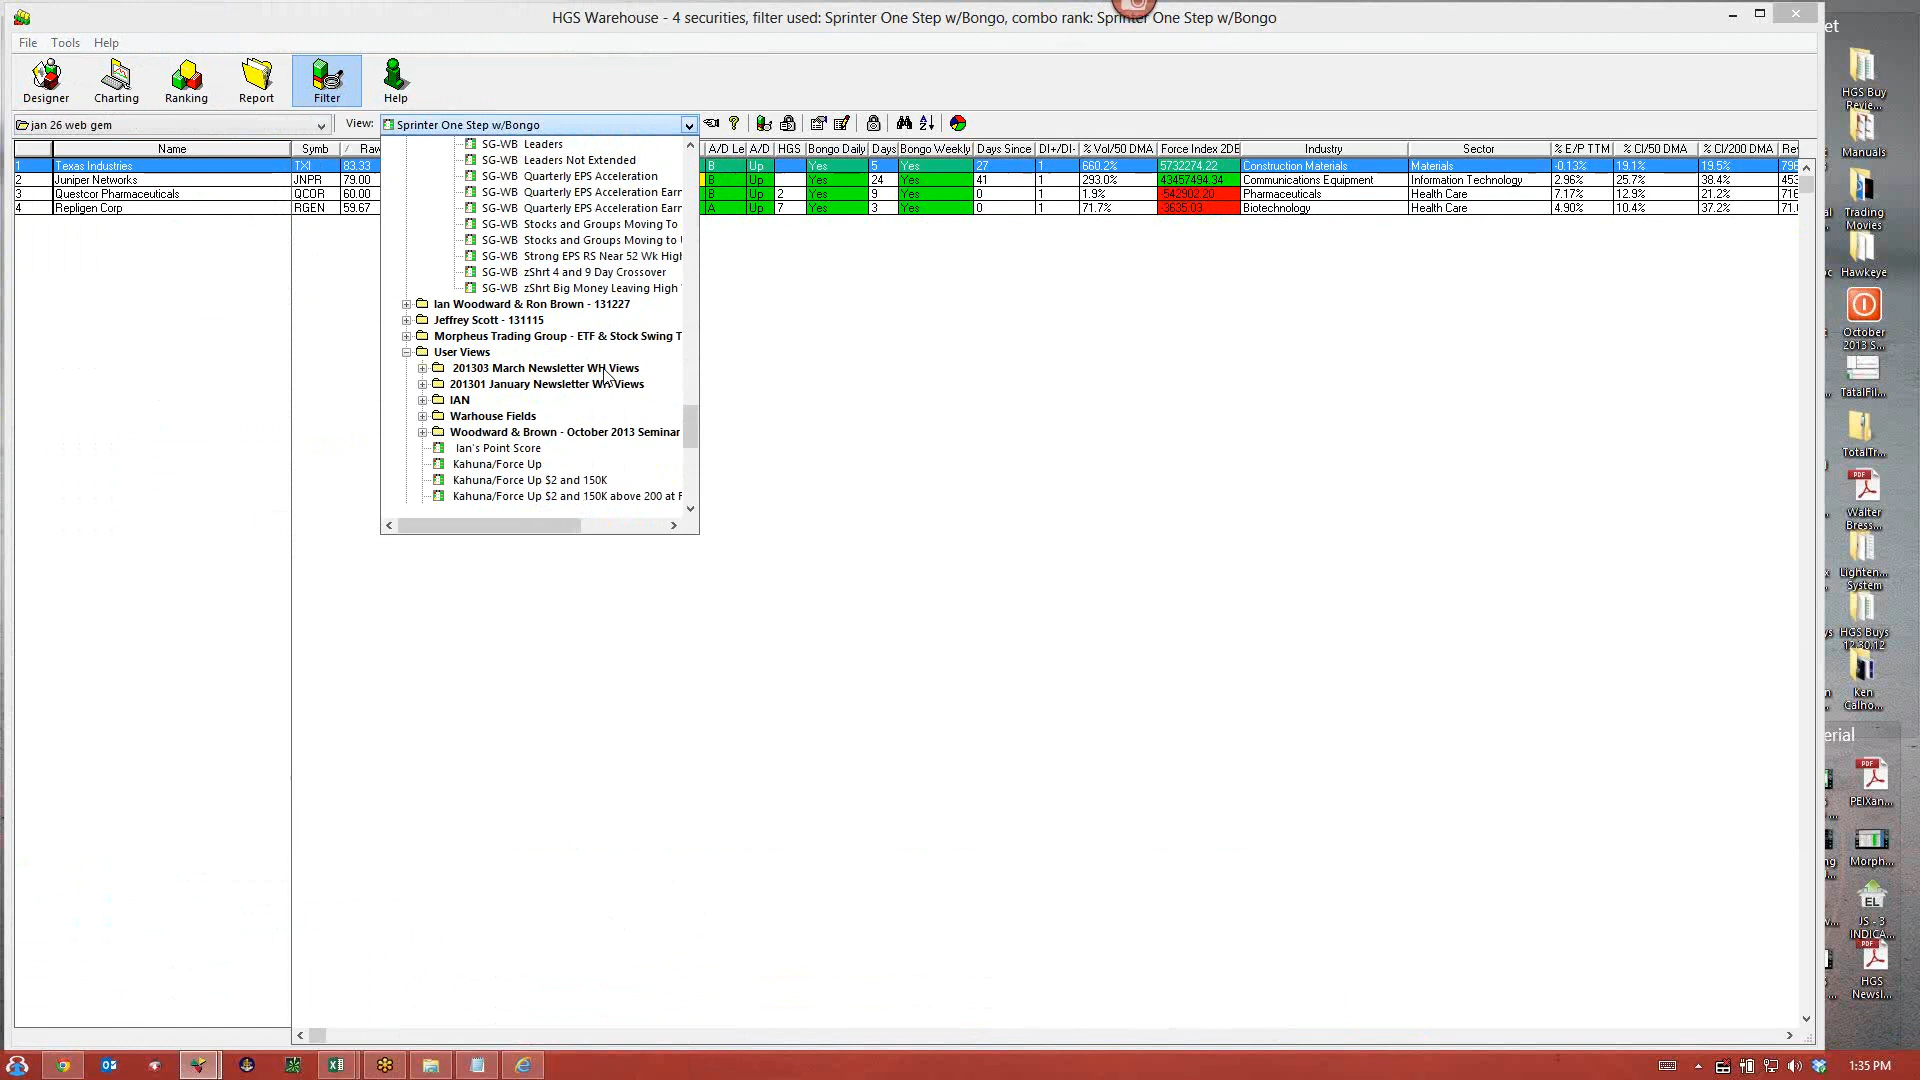 HGS Warehouse - 4 securities, filter used: Sprinter One Step w/Bongo, combo rank: Sprinter One Step w/Bongo
File Tools Help
Designer Charting Ranking Report Filter Help
jan 26 web gem View: Sprinter One Step w/Bongo
Name Symb Raw A/D Le A/D HGS Bongo Daily Days Bongo Weekly Days Since DI+/DI- % Vol/50 DMA Force Index 2DE Industry Sector % E/P TTM % Cl/50 DMA % Cl/200 DMA Rev
1 Texas Industries TXI 83.33 B Up Yes 5 Yes 27 1 660.2% 5732274.22 Construction Materials Materials -0.13% 19.1% 19.5%
2 Juniper Networks JNPR 79.00 B Up Yes 24 Yes 41 1 293.0% 43457494.34 Communications Equipment Information Technology 2.96% 25.7% 38.4% 453
3 Questcor Pharmaceuticals QCOR 60.00 B Up 2 Yes 9 Yes 0 1 1.9% -542902.20 Pharmaceuticals Health Care 7.17% 12.9% 21.2%
4 Repligen Corp RGEN 59.67 A Up 7 Yes 3 Yes 0 1 71.7% -3635.03 Biotechnology Health Care 4.90% 10.4% 37.2% 71.
SG-WB Leaders
SG-WB Leaders Not Extended
SG-WB Quarterly EPS Acceleration
SG-WB Quarterly EPS Acceleration Earn
SG-WB Quarterly EPS Acceleration Earn
SG-WB Stocks and Groups Moving To
SG-WB Stocks and Groups Moving to
SG-WB Strong EPS RS Near 52 Wk High
SG-WB zShrt 4 and 9 Day Crossover
SG-WB zShrt Big Money Leaving High
Ian Woodward & Ron Brown - 131227
Jeffrey Scott - 131115
Morpheus Trading Group - ETF & Stock Swing T
User Views
201303 March Newsletter WH Views
201301 January Newsletter WH Views
IAN
Warhouse Fields
Woodward & Brown - October 2013 Seminar
Ian's Point Score
Kahuna/Force Up
Kahuna/Force Up $2 and 150K
Kahuna/Force Up $2 and 150K above 200 at
et
HGS Buy
Revie...
Manuals
Trading
Movies
Hawkeye
October
2013 S...
TatalFil...
TotalTr...
Walter
Bress...
Lighten...
System
HGS Buys
12.30.12
Ken
Calho...
erial
PEIXan...
Morph...
JS - 3
INDICA...
HGS
Newsl...
1:35 PM